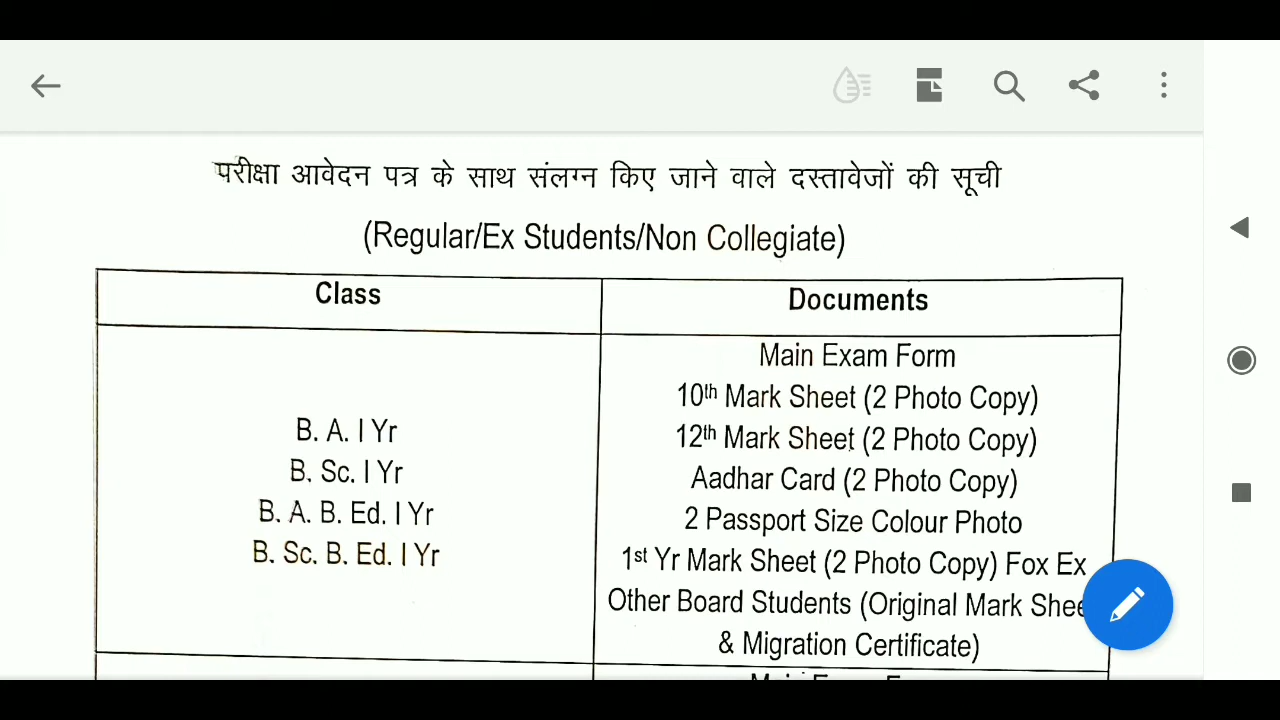 परीक्षा आवेदन पत्र के साथ संलग्न किए जाने वाले दस्तावेजों की सूची
(Regular/Ex Students/Non Collegiate)
Class
Documents
B. A. I Yr
B. Sc. I Yr
B. A. B. Ed. I Yr
B. Sc. B. Ed. I Yr
Main Exam Form
10th Mark Sheet (2 Photo Copy)
12th Mark Sheet (2 Photo Copy)
Aadhar Card (2 Photo Copy)
2 Passport Size Colour Photo
1st Yr Mark Sheet (2 Photo Copy) Fox Ex
Other Board Students (Original Mark Shee
& Migration Certificate)